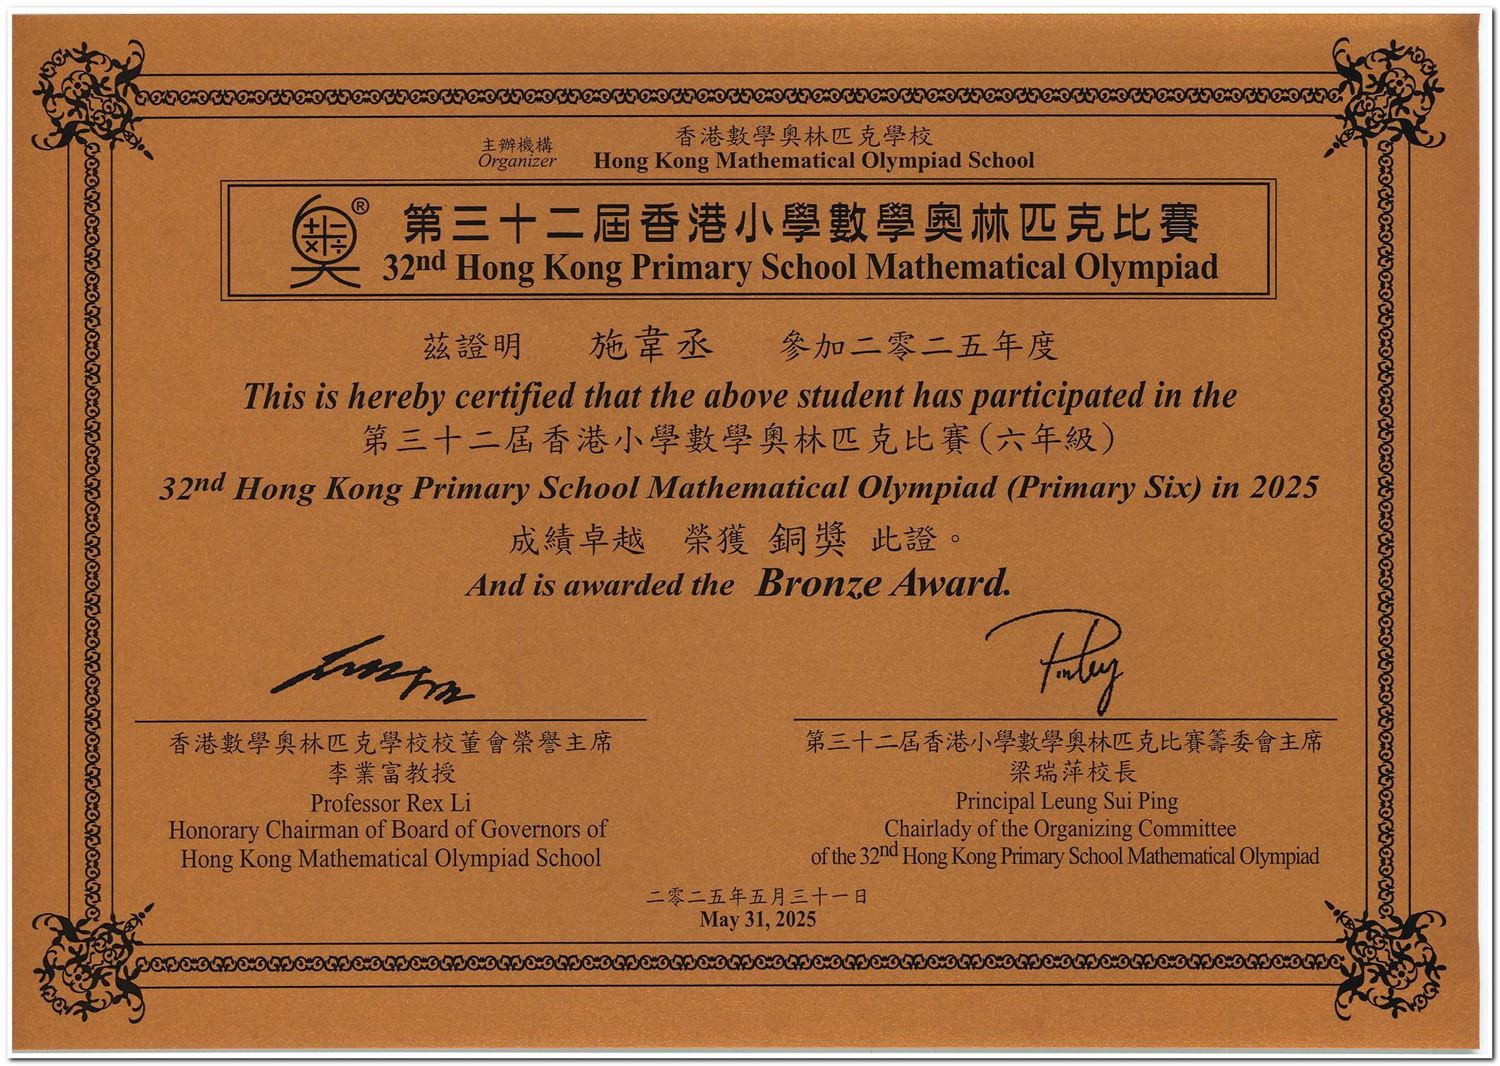 主辦機構
Organizer
香港數學奧林匹克學校
Hong Kong Mathematical Olympiad School
第三十二屆香港小學數學奧林匹克比賽
32nd Hong Kong Primary School Mathematical Olympiad
茲證明 施韋丞 參加二零二五年度
This is hereby certified that the above student has participated in the
第三十二屆香港小學數學奧林匹克比賽(六年級)
32nd Hong Kong Primary School Mathematical Olympiad (Primary Six) in 2025
成績卓越 榮獲 銅獎 此證。
And is awarded the Bronze Award.
香港數學奧林匹克學校校董會榮譽主席
李業富教授
Professor Rex Li
Honorary Chairman of Board of Governors of
Hong Kong Mathematical Olympiad School
第三十二屆香港小學數學奧林匹克比賽籌委會主席
梁瑞萍校長
Principal Leung Sui Ping
Chairlady of the Organizing Committee
of the 32nd Hong Kong Primary School Mathematical Olympiad
二零二五年五月三十一日
May 31, 2025